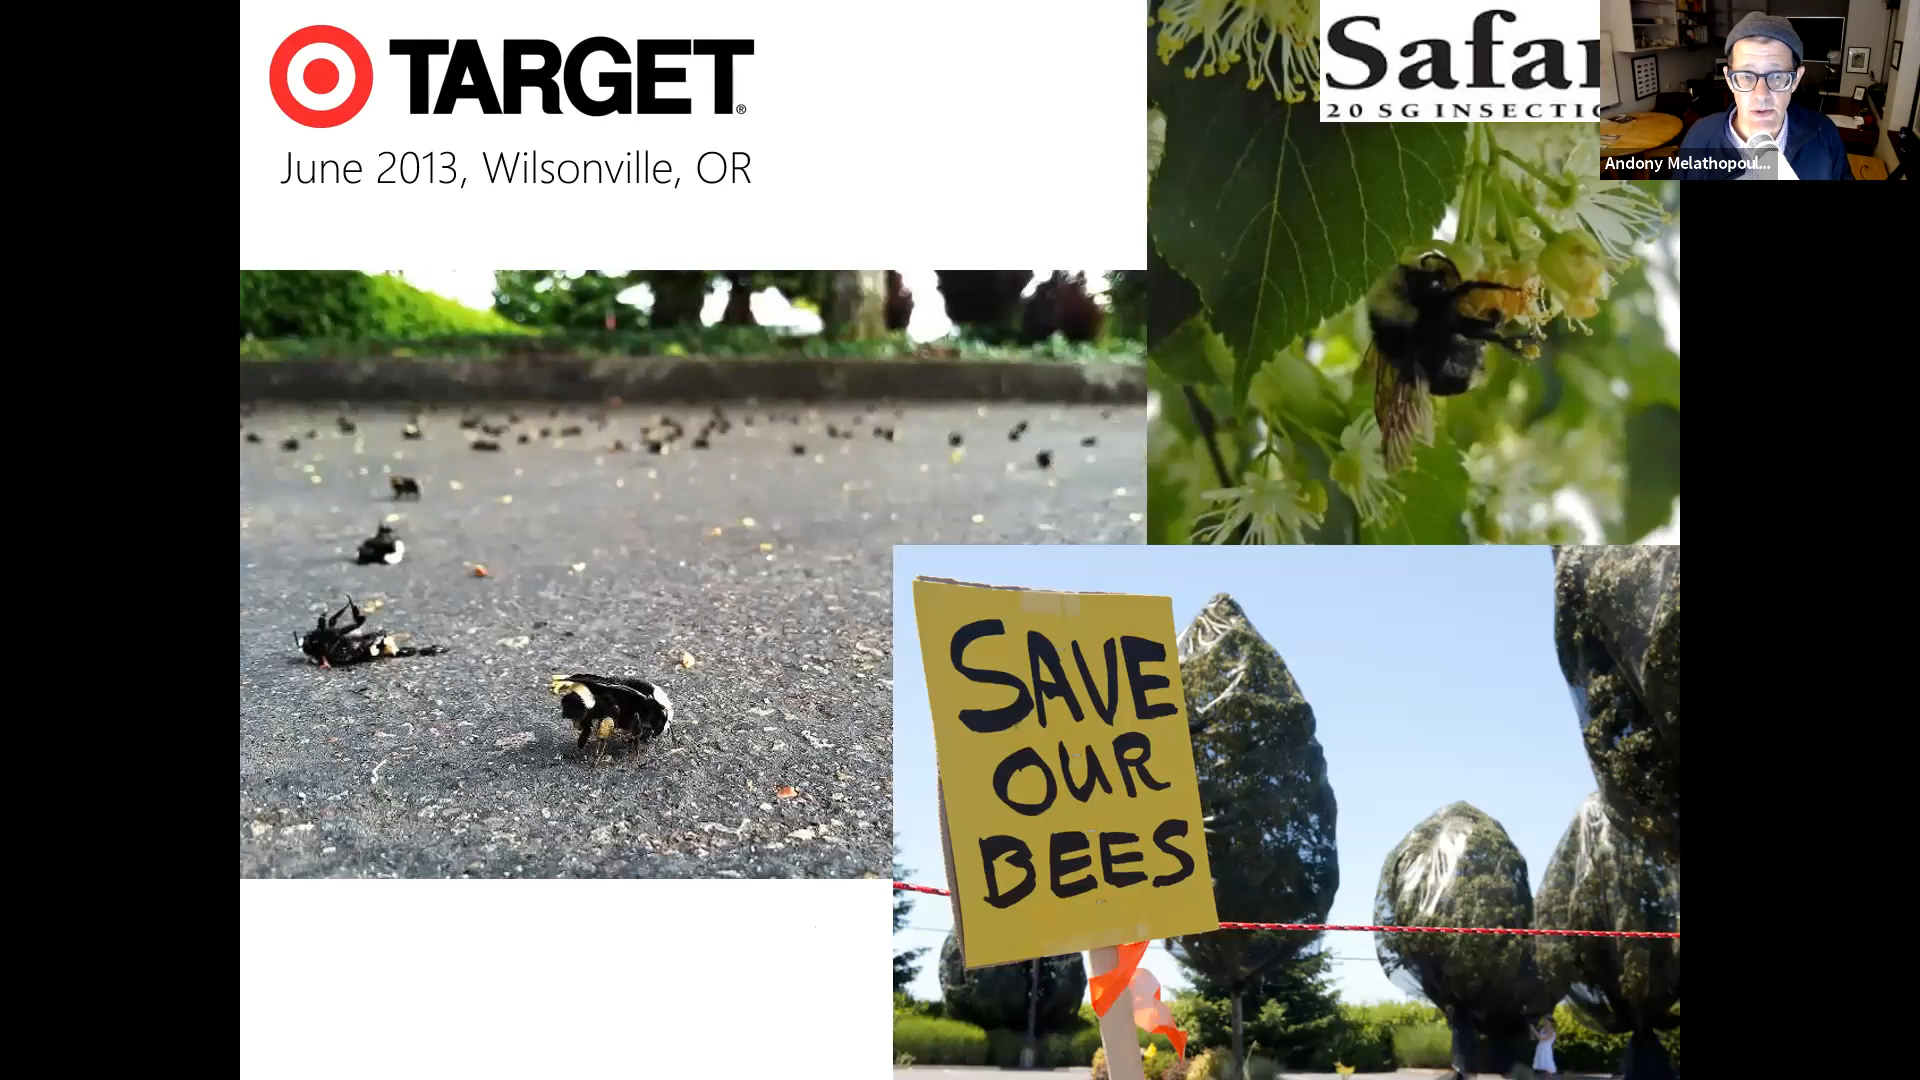 TARGET
June 2013, Wilsonville, OR
Safar
20 SG INSECTIC
Andony Melathopoul...
SAVE
OUR
BEES